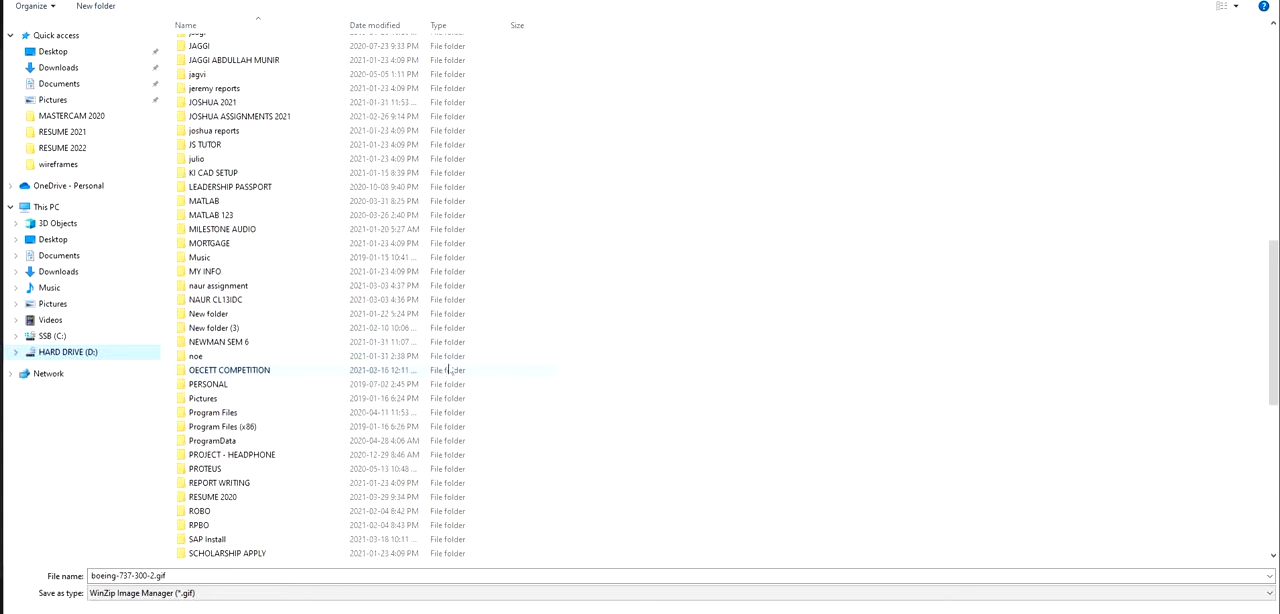 Organize New folder
Name Date modified Type Size
Quick access
Desktop
Downloads
Documents
Pictures
MASTERCAM 2020
RESUME 2021
RESUME 2022
wireframes
OneDrive - Personal
This PC
3D Objects
Desktop
Documents
Downloads
Music
Pictures
Videos
SSB (C:)
HARD DRIVE (D:)
Network
JAGGI 2020-07-23 9:33 PM File folder
JAGGI ABDULLAH MUNIR 2021-01-23 4:09 PM File folder
jagvi 2020-05-05 1:11 PM File folder
jeremy reports 2021-01-23 4:09 PM File folder
JOSHUA 2021 2021-01-31 11:53 ... File folder
JOSHUA ASSIGNMENTS 2021 2021-02-26 9:14 PM File folder
joshua reports 2021-01-23 4:09 PM File folder
JS TUTOR 2021-01-23 4:09 PM File folder
julio 2021-01-23 4:09 PM File folder
KI CAD SETUP 2021-01-15 8:39 PM File folder
LEADERSHIP PASSPORT 2020-10-08 9:40 PM File folder
MATLAB 2020-03-31 8:25 PM File folder
MATLAB 123 2020-03-26 2:40 PM File folder
MILESTONE AUDIO 2021-01-20 5:27 AM File folder
MORTGAGE 2021-01-23 4:09 PM File folder
Music 2019-01-15 10:41 ... File folder
MY INFO 2021-01-23 4:09 PM File folder
naur assignment 2021-03-03 4:37 PM File folder
NAUR CL13IDC 2021-03-03 4:36 PM File folder
New folder 2021-01-22 5:24 PM File folder
New folder (3) 2021-02-10 10:06 ... File folder
NEWMAN SEM 6 2021-01-31 11:07 ... File folder
noe 2021-01-31 2:38 PM File folder
OECETT COMPETITION 2021-02-16 12:11 ... File folder
PERSONAL 2019-07-02 2:45 PM File folder
Pictures 2019-01-16 6:24 PM File folder
Program Files 2020-04-11 11:53 ... File folder
Program Files (x86) 2019-01-16 6:26 PM File folder
ProgramData 2020-04-28 4:06 AM File folder
PROJECT - HEADPHONE 2020-12-29 8:46 AM File folder
PROTEUS 2020-05-13 10:48 ... File folder
REPORT WRITING 2021-01-23 4:09 PM File folder
RESUME 2020 2021-03-29 9:34 PM File folder
ROBO 2021-02-04 8:42 PM File folder
RPBO 2021-02-04 8:43 PM File folder
SAP Install 2021-03-18 10:11 ... File folder
SCHOLARSHIP APPLY 2021-01-23 4:09 PM File folder
File name: boeing-737-300-2.gif
Save as type: WinZip Image Manager (*.gif)